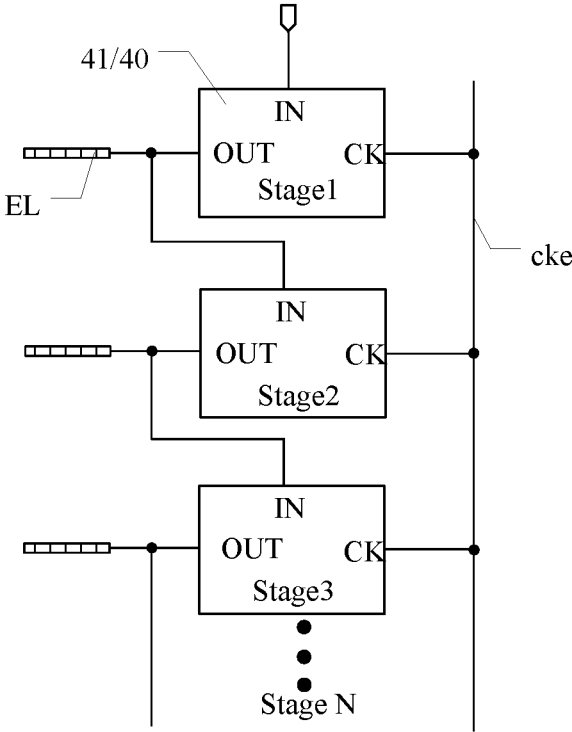 41/40
IN
OUT CK
Stage1
EL
cke
IN
OUT CK
Stage2
IN
OUT CK
Stage3
Stage N